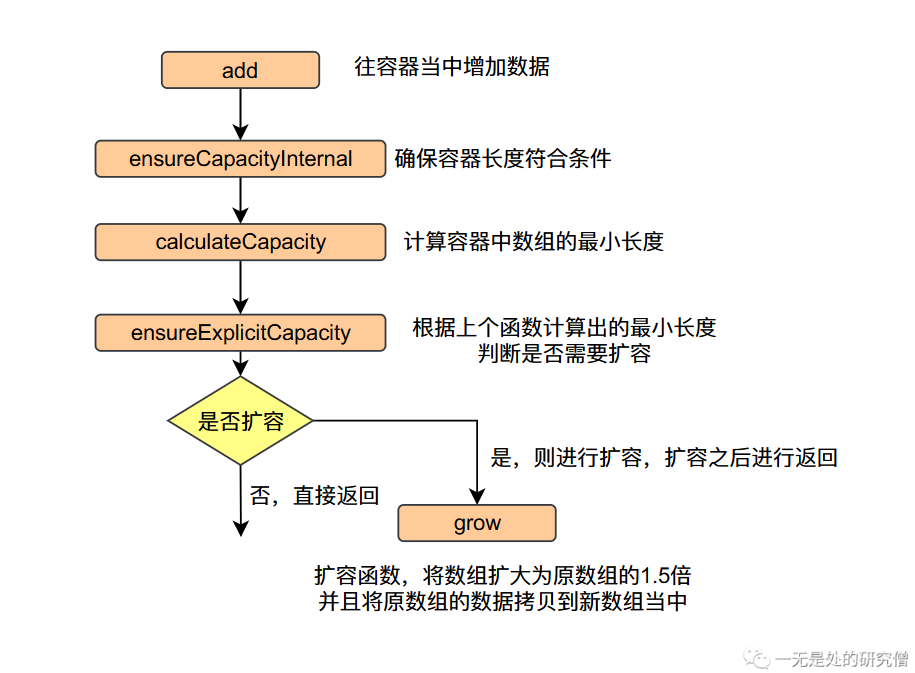 add
往容器当中增加数据
ensureCapacityInternal
确保容器长度符合条件
calculateCapacity
计算容器中数组的最小长度
ensureExplicitCapacity
根据上个函数计算出的最小长度
判断是否需要扩容
是否扩容
是，则进行扩容，扩容之后进行返回
否，直接返回
grow
扩容函数，将数组扩大为原数组的1.5倍
并且将原数组的数据拷贝到新数组当中
一无是处的研究僧